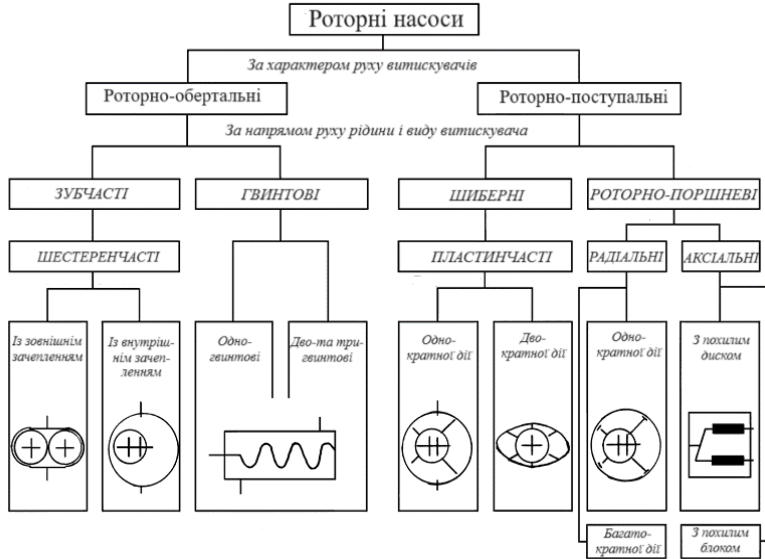 Роторні насоси
За характером руху витискувачів
Роторно-обертальні
Роторно-поступальні
За напрямом руху рідини і виду витискувача
ЗУБЧАСТІ
ГВИНТОВІ
ШИБЕРНІ
РОТОРНО-ПОРШНЕВІ
ШЕСТЕРЕНЧАСТІ
ПЛАСТИНЧАСТІ
РАДІАЛЬНІ
АКСІАЛЬНІ
Із зовнішнім
зачепленням
Із внутріш-
нім зачеп-
ленням
Одно-
гвинтові
Дво-та три-
гвинтові
Одно-
кратної дії
Дво-
кратної дії
Одно-
кратної дії
З похилим
диском
Багато-
кратної дії
З похилим
блоком